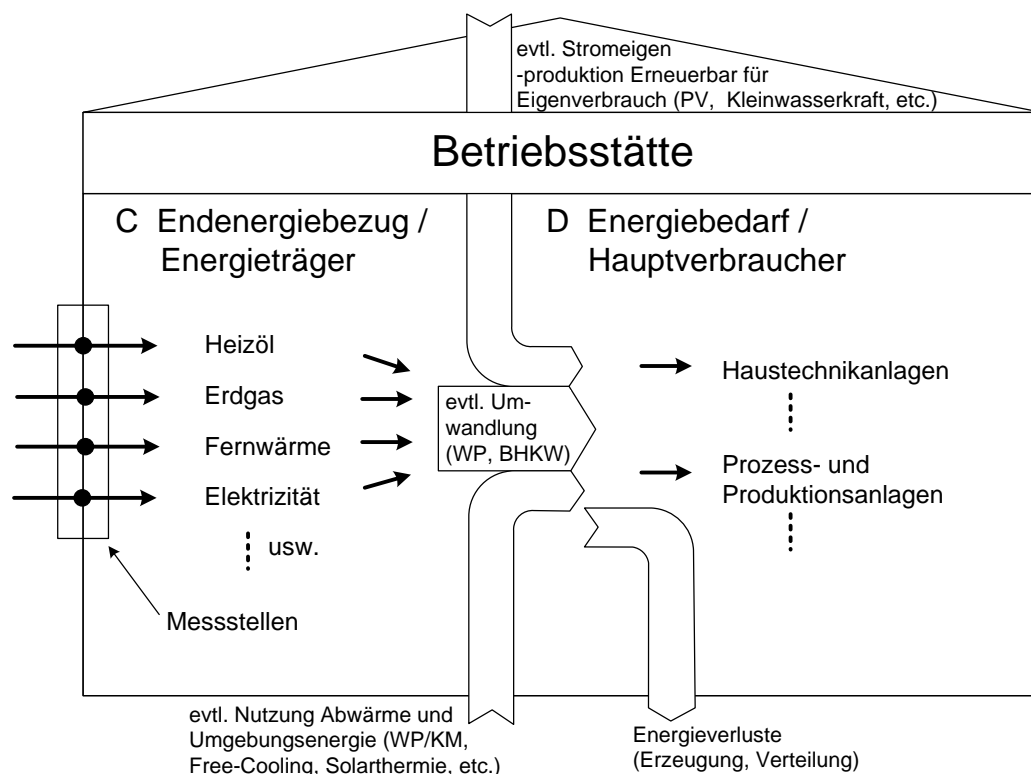 evtl. Stromeigen
-produktion Erneuerbar für
Eigenverbrauch (PV, Kleinwasserkraft, etc.)
Betriebsstätte
C Endenergiebezug /
Energieträger
D Energiebedarf /
Hauptverbraucher
Heizöl
Erdgas
Fernwärme
Elektrizität
usw.
Messstellen
evtl. Um-
wandlung
(WP, BHKW)
Haustechnikanlagen
Prozess- und
Produktionsanlagen
evtl. Nutzung Abwärme und
Umgebungsenergie (WP/KM,
Free-Cooling, Solarthermie, etc.)
Energieverluste
(Erzeugung, Verteilung)